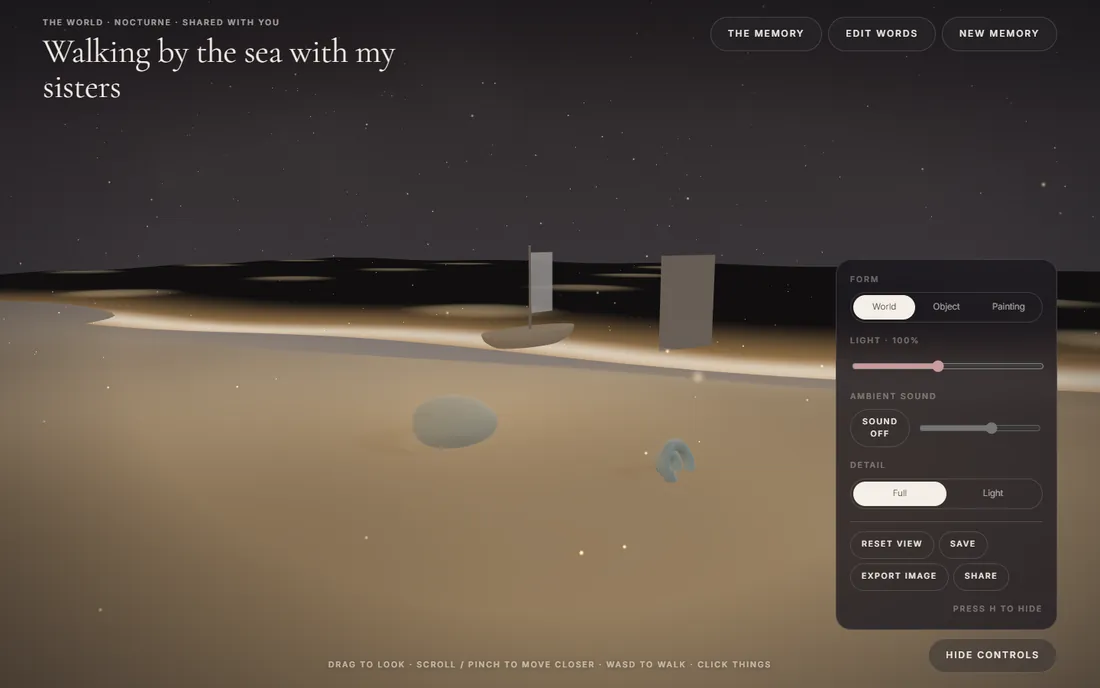 THE WORLD · NOCTURNE · SHARED WITH YOU
Walking by the sea with my
sisters
THE MEMORY
EDIT WORDS
NEW MEMORY
FORM
World
Object
Painting
LIGHT · 100%
AMBIENT SOUND
SOUND
OFF
DETAIL
Full
Light
RESET VIEW
SAVE
EXPORT IMAGE
SHARE
PRESS H TO HIDE
HIDE CONTROLS
DRAG TO LOOK · SCROLL / PINCH TO MOVE CLOSER · WASD TO WALK · CLICK THINGS